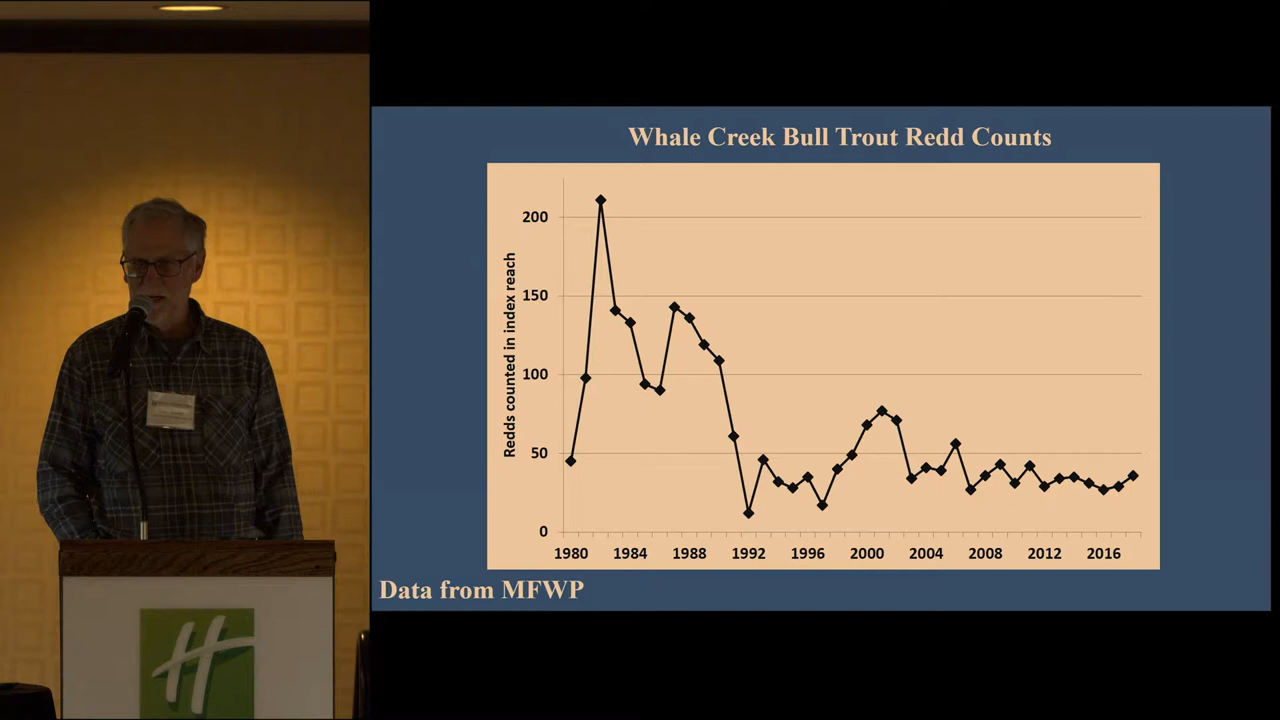 Whale Creek Bull Trout Redd Counts
Redds counted in index reach
200
150
100
50
0
1980 1984 1988 1992 1996 2000 2004 2008 2012 2016
Data from MFWP
H